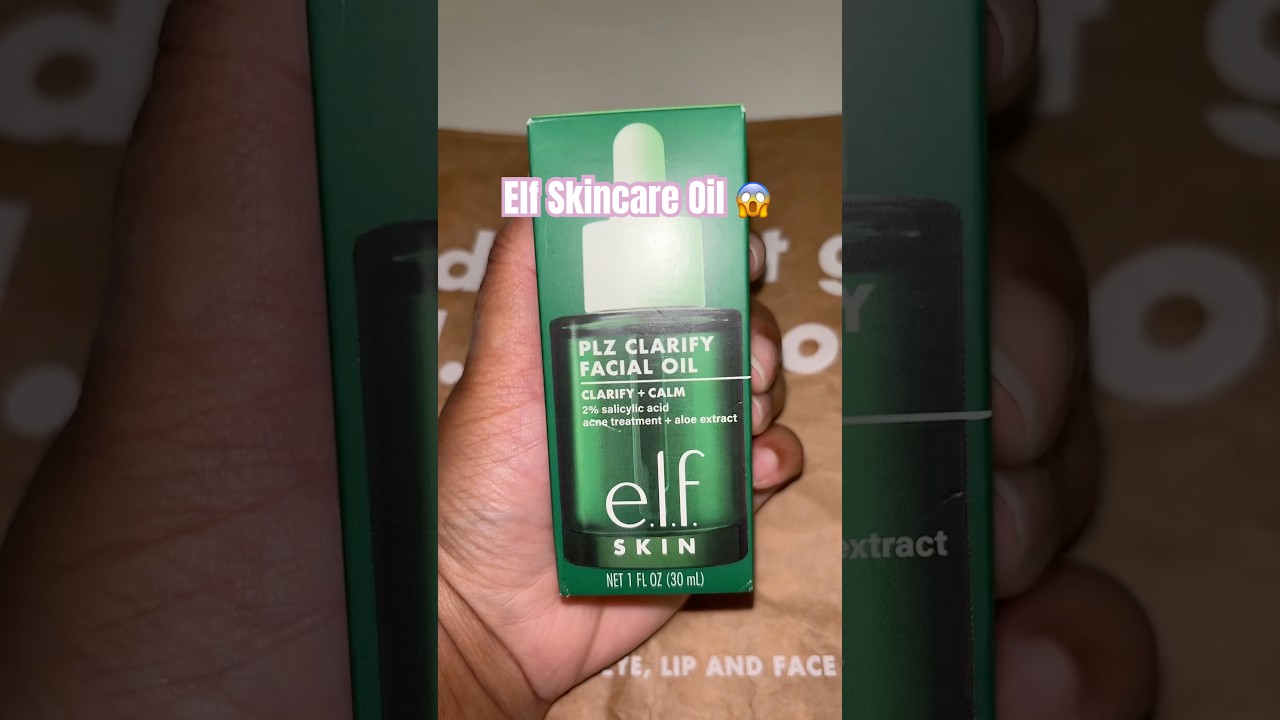 Elf Skincare Oil 😱
PLZ CLARIFY
FACIAL OIL
CLARIFY + CALM
2% salicylic acid
acne treatment + aloe extract
e.l.f.
SKIN
NET 1 FL OZ (30 mL)
EYE, LIP AND FACE
extract